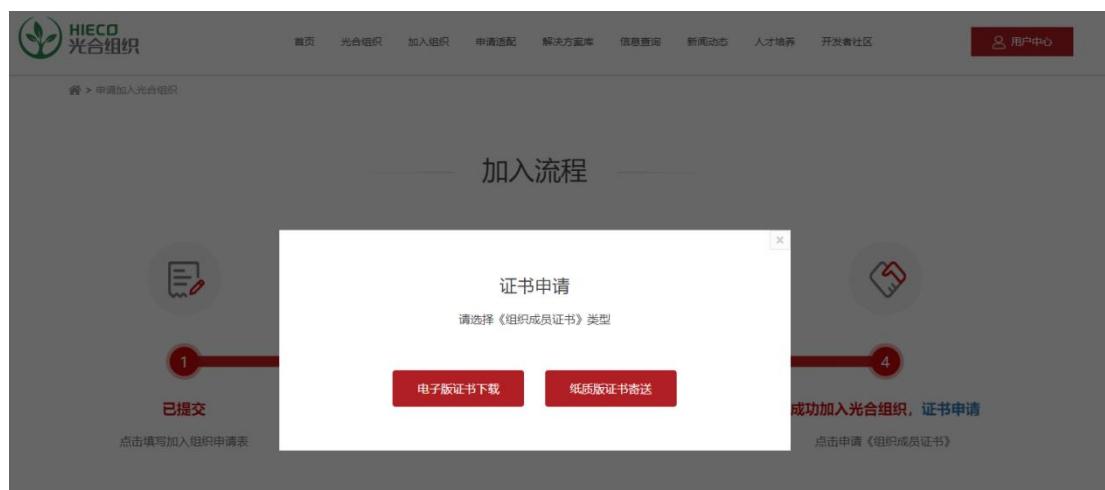 HIECO
光合组织
首页 光合组织 加入组织 申请适配 解决方案库 信息查询 新闻动态 人才培养 开发者社区 用户中心
> 申请加入光合组织
加入流程
×
证书申请
请选择《组织成员证书》类型
电子版证书下载 纸质版证书寄送
1 4
已提交 成功加入光合组织，证书申请
点击填写加入组织申请表 点击申请《组织成员证书》